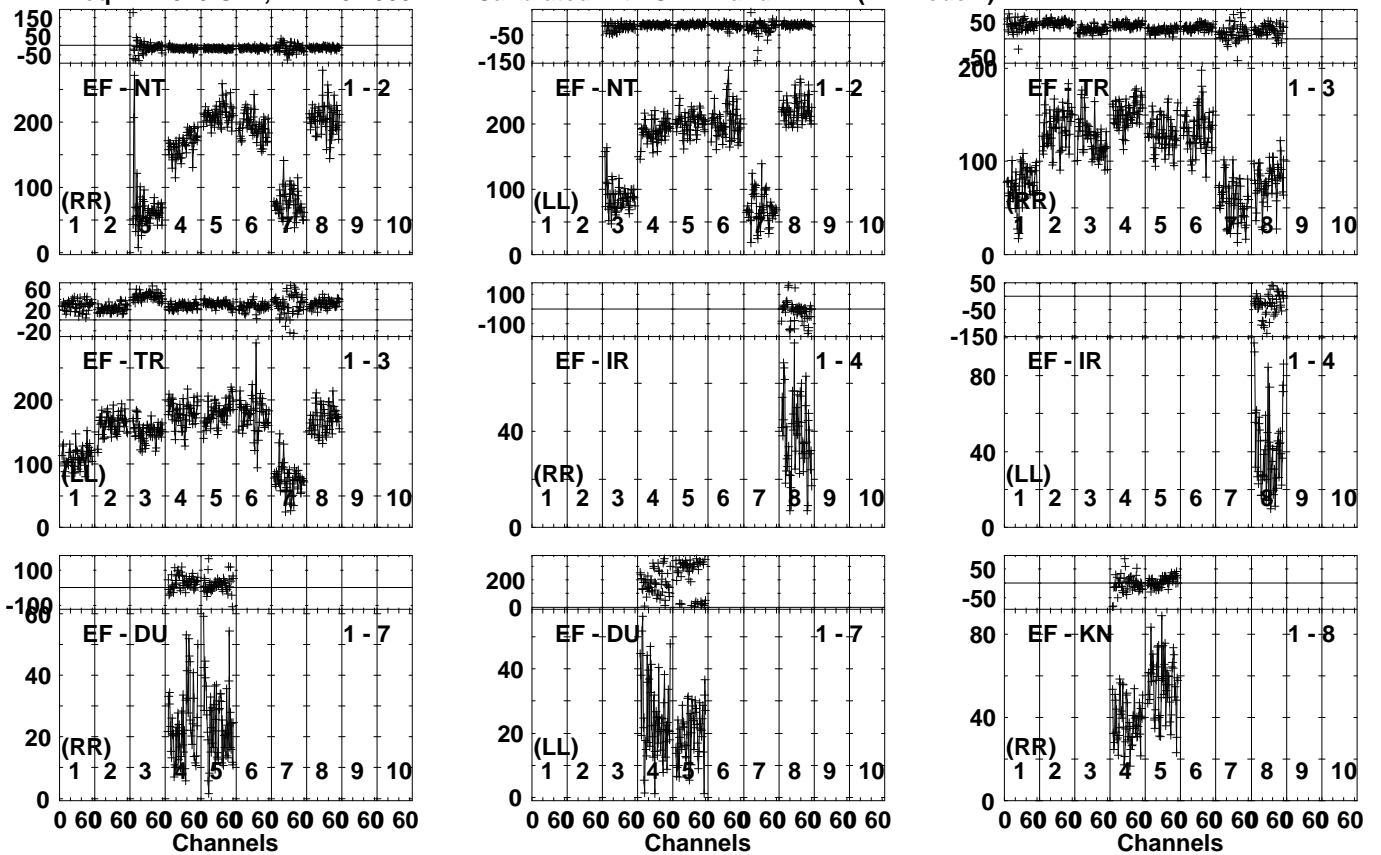 150
50
-50
EF - NT 1 - 2
200
100
0
(RR)
1 2 3 4 5 6 7 8 9 10
-50
-150
EF - NT 1 - 2
200
100
0
(LL)
1 2 3 4 5 6 7 8 9 10
50
-50
EF - TR 1 - 3
200
100
0
(RR)
1 2 3 4 5 6 7 8 9 10
60
20
-20
EF - TR 1 - 3
200
100
0
(LL)
1 2 3 4 5 6 7 8 9 10
100
-100
EF - IR 1 - 4
40
0
(RR)
1 2 3 4 5 6 7 8 9 10
50
-50
-150
EF - IR 1 - 4
80
40
0
(LL)
1 2 3 4 5 6 7 8 9 10
100
-100
60
EF - DU 1 - 7
40
20
0
(RR)
1 2 3 4 5 6 7 8 9 10
0 60 60 60 60 60 60 60 60 60 60
Channels
200
0
EF - DU 1 - 7
40
20
0
(LL)
1 2 3 4 5 6 7 8 9 10
0 60 60 60 60 60 60 60 60 60 60
Channels
50
-50
EF - KN 1 - 8
80
40
0
(RR)
1 2 3 4 5 6 7 8 9 10
0 60 60 60 60 60 60 60 60 60 60
Channels